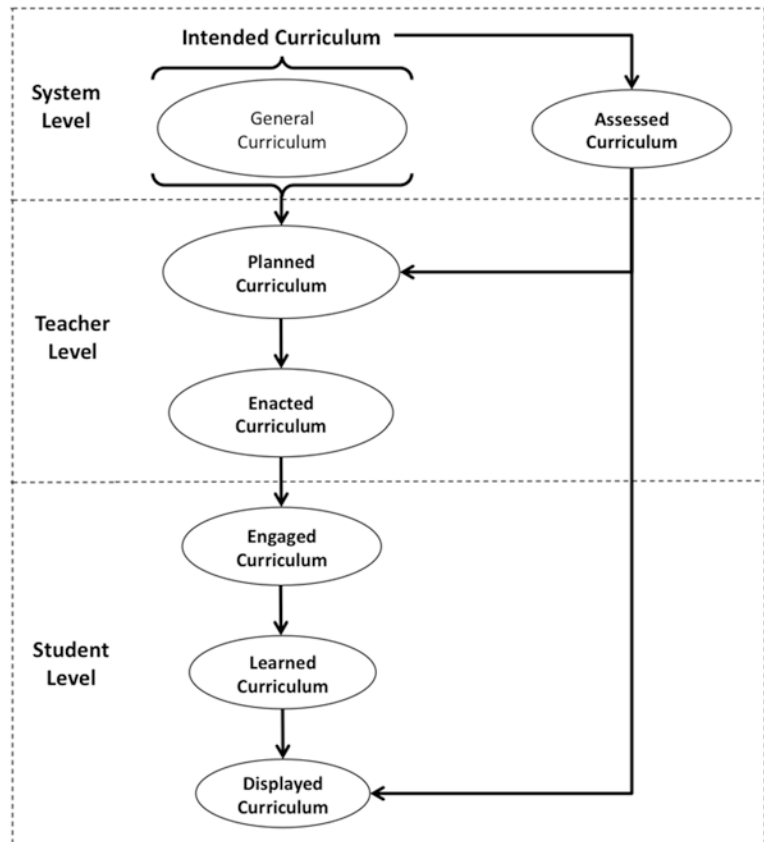 Intended Curriculum
System
Level
General
Curriculum
Assessed
Curriculum
Teacher
Level
Planned
Curriculum
Enacted
Curriculum
Student
Level
Engaged
Curriculum
Learned
Curriculum
Displayed
Curriculum